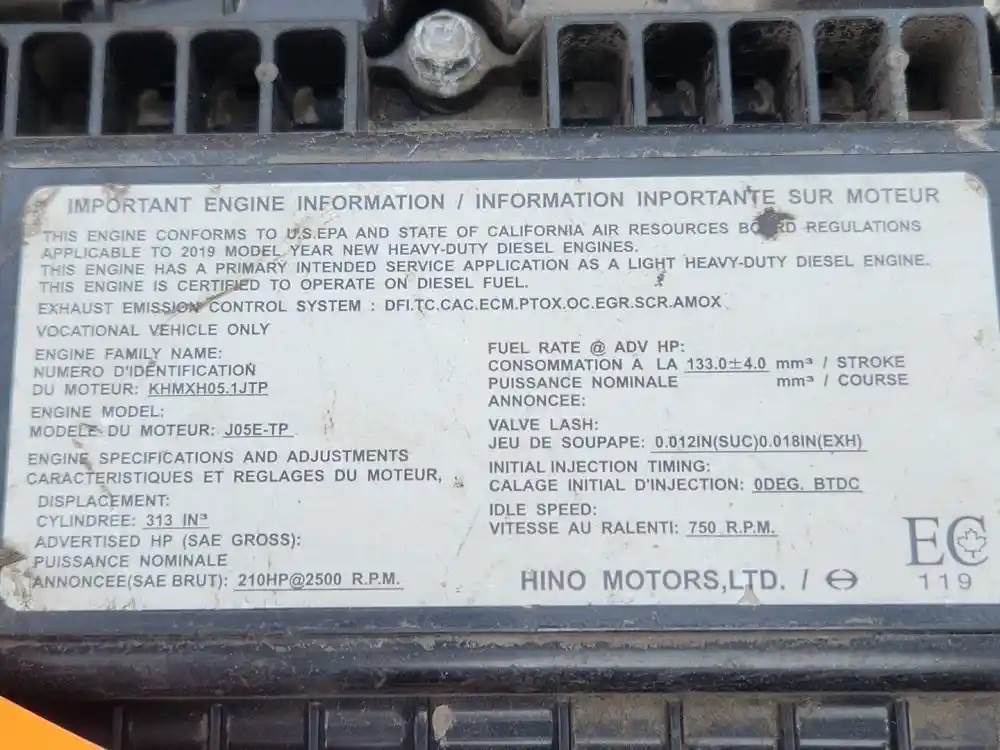 IMPORTANT ENGINE INFORMATION / INFORMATION INPORTANTE SUR MOTEUR
THIS ENGINE CONFORMS TO U.S.EPA AND STATE OF CALIFORNIA AIR RESOURCES BOARD REGULATIONS
APPLICABLE TO 2019 MODEL YEAR NEW HEAVY-DUTY DIESEL ENGINES.
THIS ENGINE HAS A PRIMARY INTENDED SERVICE APPLICATION AS A LIGHT HEAVY-DUTY DIESEL ENGINE.
THIS ENGINE IS CERTIFIED TO OPERATE ON DIESEL FUEL.
EXHAUST EMISSION CONTROL SYSTEM : DFI.TC.CAC.ECM.PTOX.OC.EGR.SCR.AMOX
VOCATIONAL VEHICLE ONLY
ENGINE FAMILY NAME:
NUMERO D'IDENTIFICATION
DU MOTEUR: KHMXH05.1JTP
ENGINE MODEL:
MODELE DU MOTEUR: J05E-TP
ENGINE SPECIFICATIONS AND ADJUSTMENTS
CARACTERISTIQUES ET REGLAGES DU MOTEUR,
DISPLACEMENT:
CYLINDREE: 313 IN³
ADVERTISED HP (SAE GROSS):
PUISSANCE NOMINALE
ANNONCEE(SAE BRUT): 210HP@2500 R.P.M.
FUEL RATE @ ADV HP:
CONSOMMATION A LA 133.0±4.0 mm³ / STROKE
PUISSANCE NOMINALE mm³ / COURSE
ANNONCEE:
VALVE LASH:
JEU DE SOUPAPE: 0.012IN(SUC)0.018IN(EXH)
INITIAL INJECTION TIMING:
CALAGE INITIAL D'INJECTION: 0DEG. BTDC
IDLE SPEED:
VITESSE AU RALENTI: 750 R.P.M.
HINO MOTORS,LTD. /
EC
119